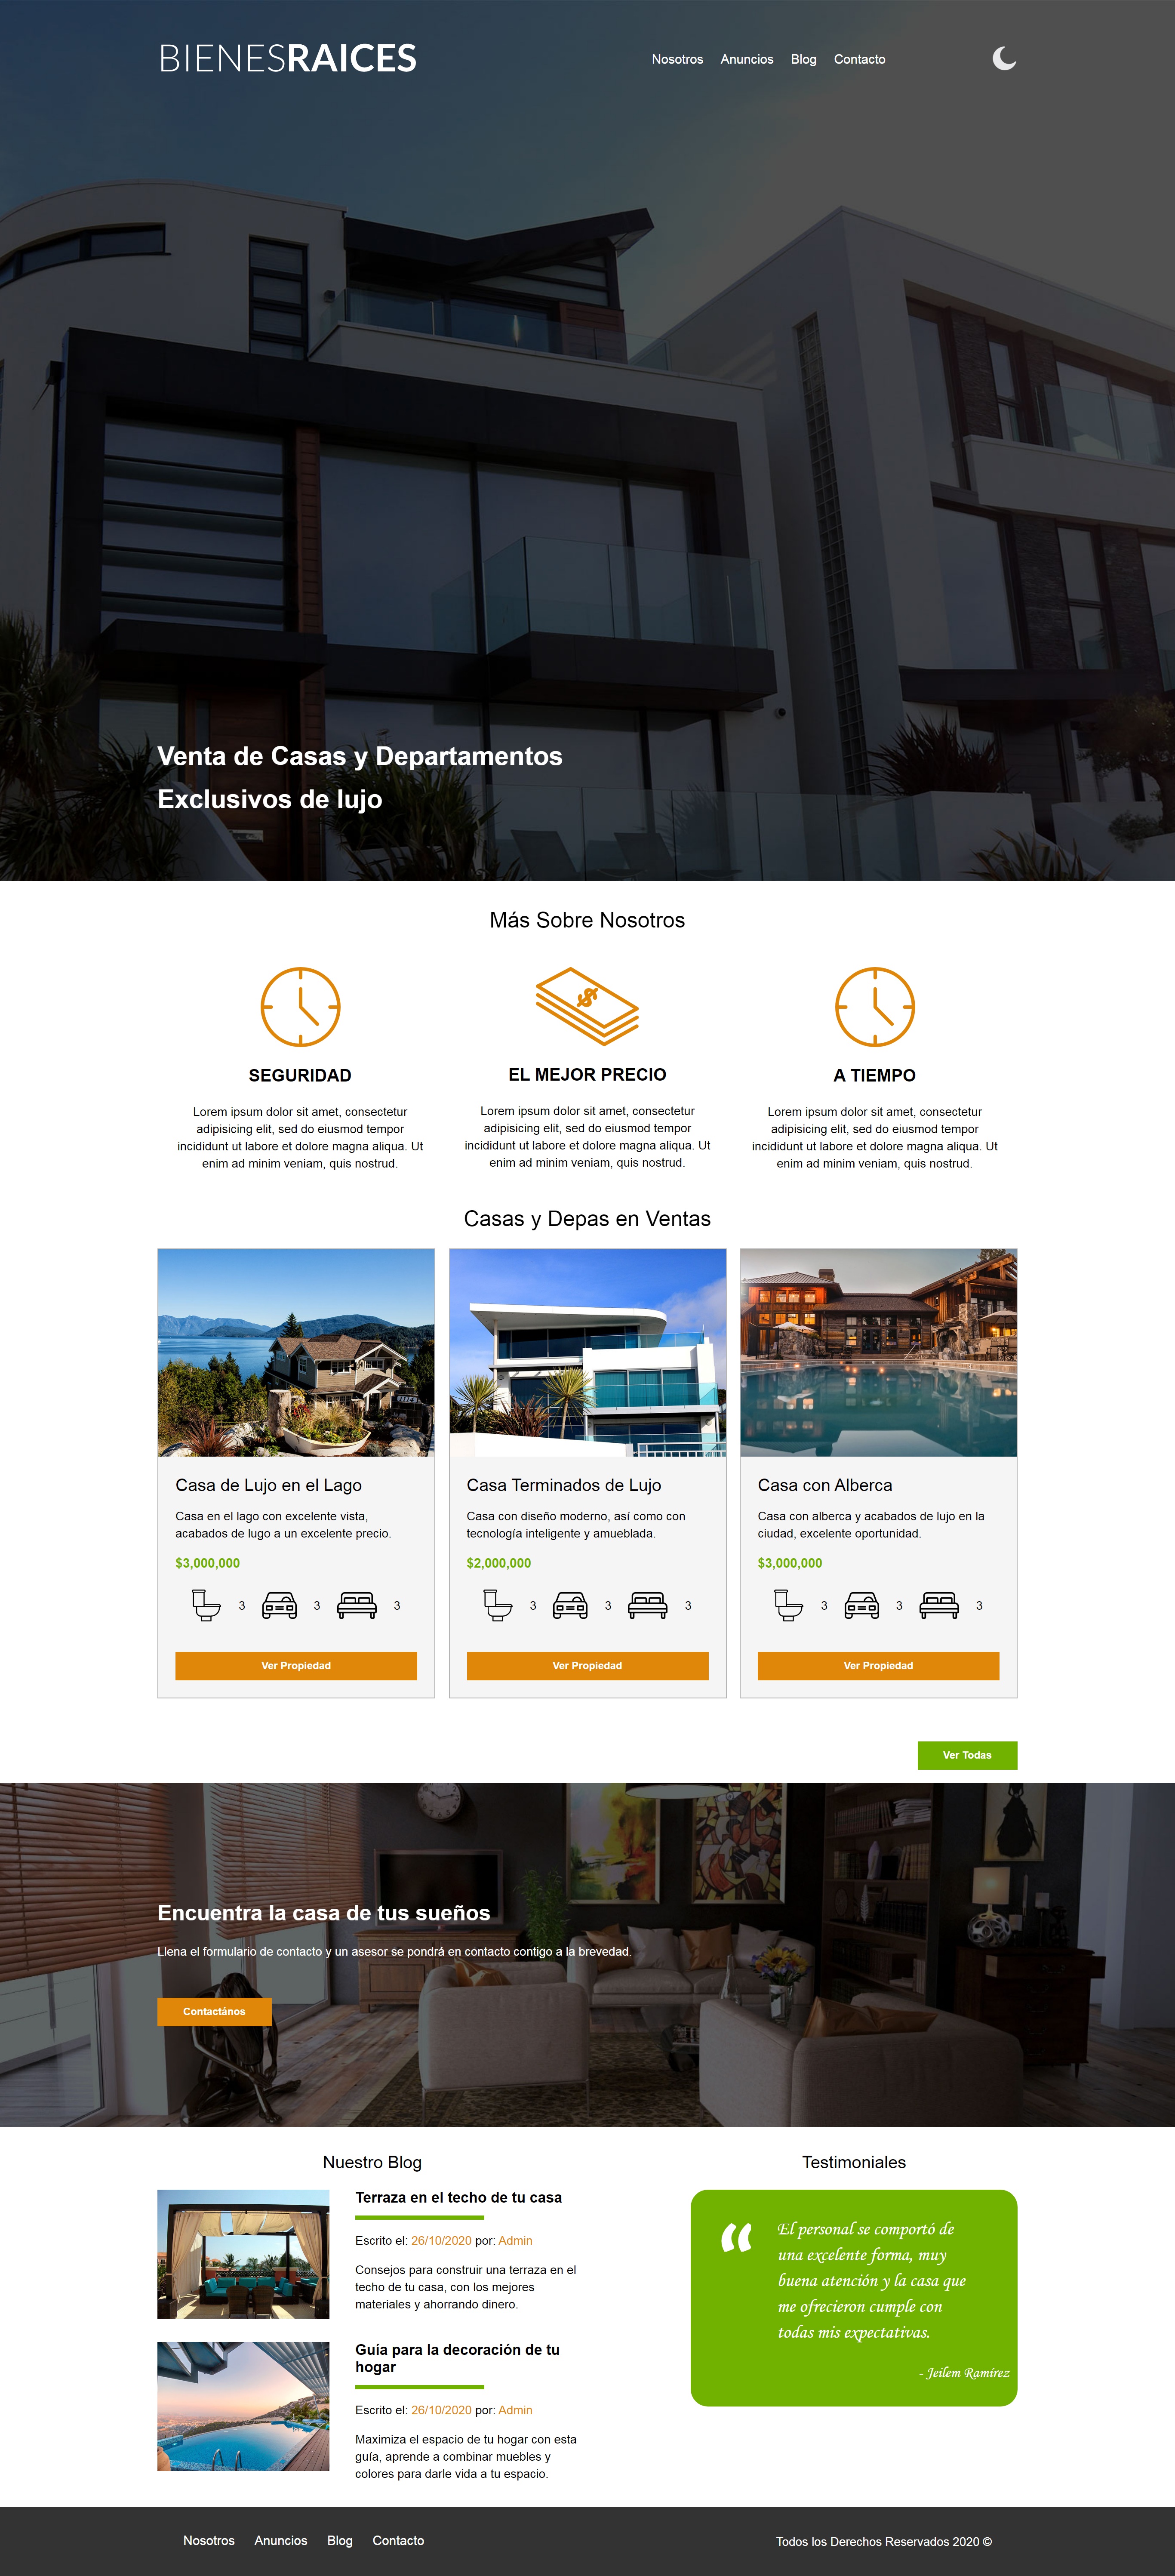 BIENESRAICES
Nosotros Anuncios Blog Contacto
Venta de Casas y Departamentos
Exclusivos de lujo
Más Sobre Nosotros
SEGURIDAD
Lorem ipsum dolor sit amet, consectetur
adipisicing elit, sed do eiusmod tempor
incididunt ut labore et dolore magna aliqua. Ut
enim ad minim veniam, quis nostrud.
$
EL MEJOR PRECIO
Lorem ipsum dolor sit amet, consectetur
adipisicing elit, sed do eiusmod tempor
incididunt ut labore et dolore magna aliqua. Ut
enim ad minim veniam, quis nostrud.
A TIEMPO
Lorem ipsum dolor sit amet, consectetur
adipisicing elit, sed do eiusmod tempor
incididunt ut labore et dolore magna aliqua. Ut
enim ad minim veniam, quis nostrud.
Casas y Depas en Ventas
Casa de Lujo en el Lago
Casa en el lago con excelente vista,
acabados de lugo a un excelente precio.
$3,000,000
3 3 3
Ver Propiedad
Casa Terminados de Lujo
Casa con diseño moderno, así como con
tecnología inteligente y amueblada.
$2,000,000
3 3 3
Ver Propiedad
Casa con Alberca
Casa con alberca y acabados de lujo en la
ciudad, excelente oportunidad.
$3,000,000
3 3 3
Ver Propiedad
Ver Todas
Encuentra la casa de tus sueños
Llena el formulario de contacto y un asesor se pondrá en contacto contigo a la brevedad.
Contactános
Nuestro Blog
Terraza en el techo de tu casa
Escrito el: 26/10/2020 por: Admin
Consejos para construir una terraza en el
techo de tu casa, con los mejores
materiales y ahorrando dinero.
Guía para la decoración de tu
hogar
Escrito el: 26/10/2020 por: Admin
Maximiza el espacio de tu hogar con esta
guía, aprende a combinar muebles y
colores para darle vida a tu espacio.
Testimoniales
“ El personal se comportó de
una excelente forma, muy
buena atención y la casa que
me ofrecieron cumple con
todas mis expectativas.
- Jeilem Ramírez
Nosotros Anuncios Blog Contacto
Todos los Derechos Reservados 2020 ©